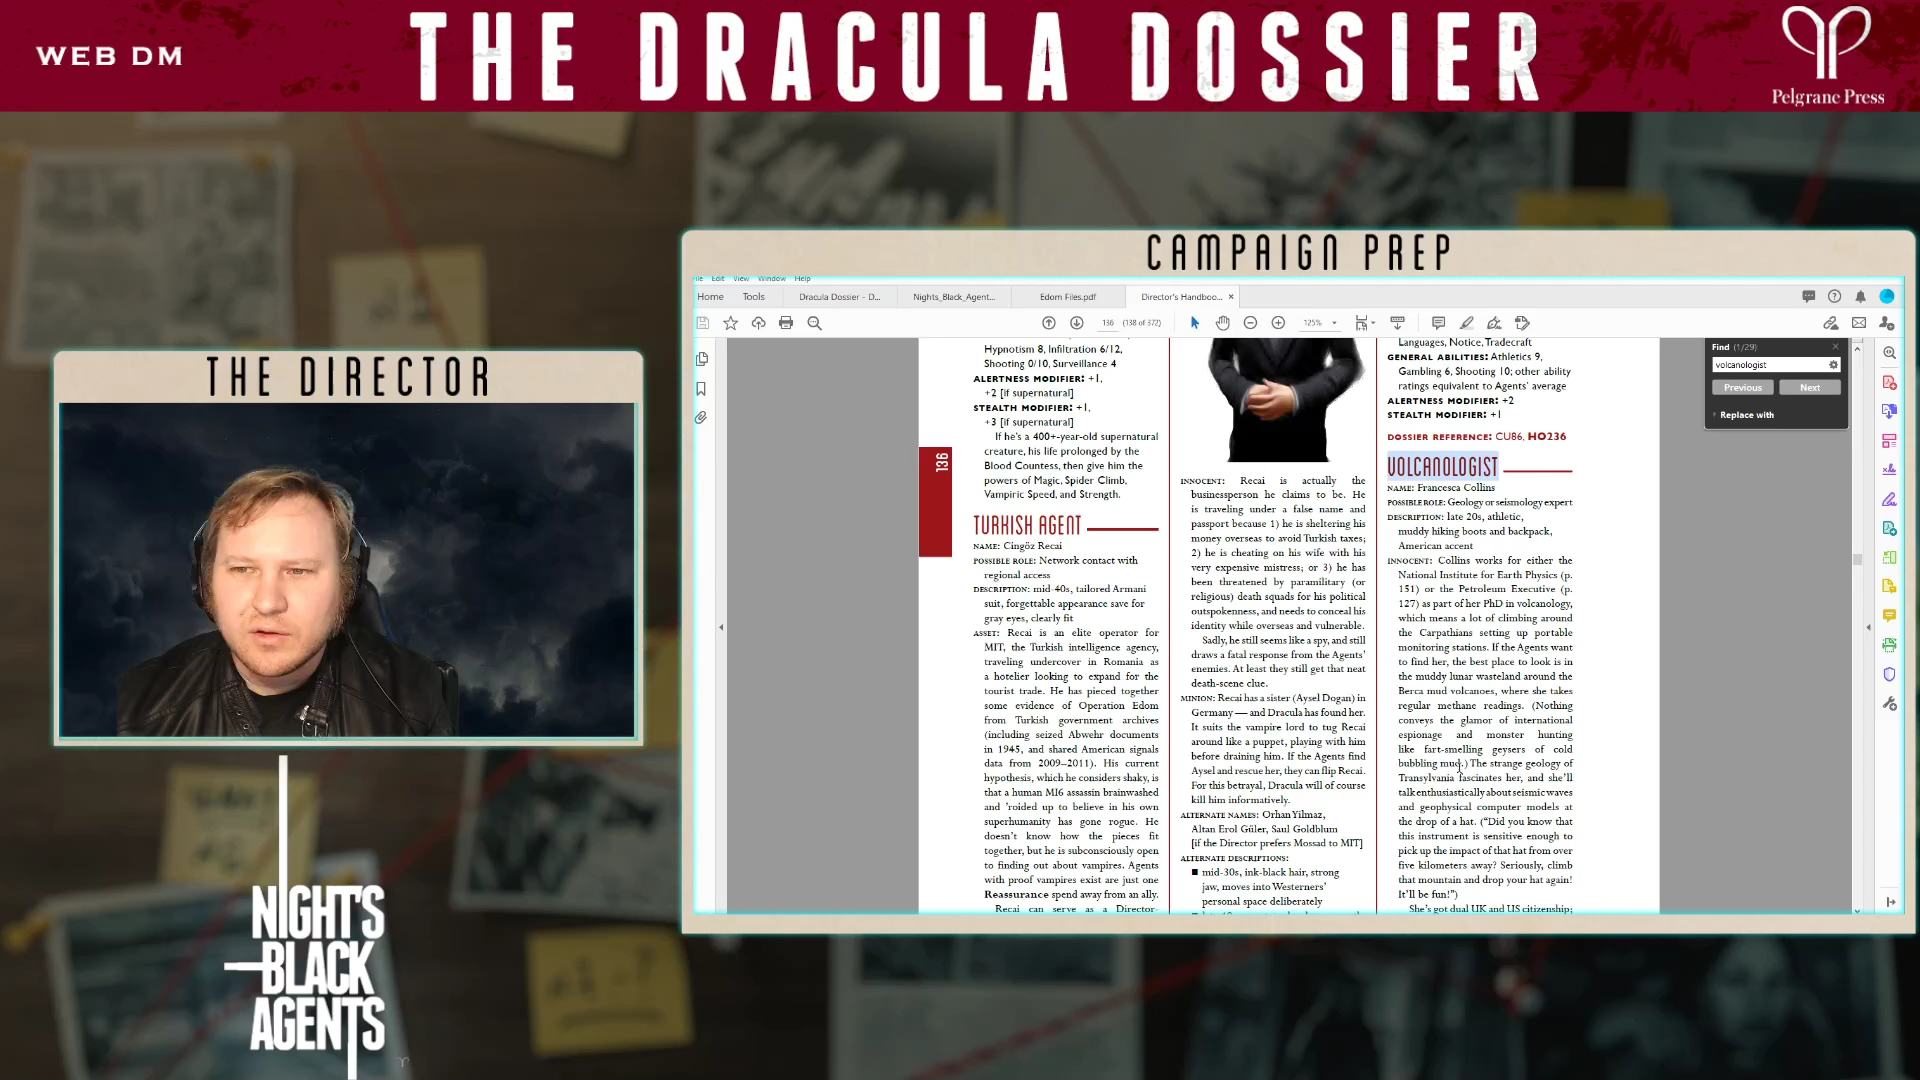 WEB DM
THE DRACULA DOSSIER
Pelgrane Press
THE DIRECTOR
NIGHT'S
BLACK
AGENTS
CAMPAIGN PREP
Edit View Window Help
Home Tools Dracula Dossier - D... Nights_Black_Agent... Edom Files.pdf Director's Handboo... ×
136 (138 of 372) 125%
Find (1/29)
volcanologist
Previous Next
Replace with
136
Hypnotism 8, Infiltration 6/12,
Shooting 0/10, Surveillance 4
ALERTNESS MODIFIER: +1,
+2 [if supernatural]
STEALTH MODIFIER: +1,
+3 [if supernatural]
If he's a 400+-year-old supernatural
creature, his life prolonged by the
Blood Countess, then give him the
powers of Magic, Spider Climb,
Vampiric Speed, and Strength.
TURKISH AGENT
NAME: Cingöz Recai
POSSIBLE ROLE: Network contact with
regional access
DESCRIPTION: mid-40s, tailored Armani
suit, forgettable appearance save for
gray eyes, clearly fit
ASSET: Recai is an elite operator for
MIT, the Turkish intelligence agency,
traveling undercover in Romania as
a hotelier looking to expand for the
tourist trade. He has pieced together
some evidence of Operation Edom
from Turkish government archives
(including seized Abwehr documents
in 1945, and shared American signals
data from 2009–2011). His current
hypothesis, which he considers shaky, is
that a human MI6 assassin brainwashed
and 'roided up to believe in his own
superhumanity has gone rogue. He
doesn't know how the pieces fit
together, but he is subconsciously open
to finding out about vampires. Agents
with proof vampires exist are just one
Reassurance spend away from an ally.
Recai can serve as a Director-
INNOCENT: Recai is actually the
businessperson he claims to be. He
is traveling under a false name and
passport because 1) he is sheltering his
money overseas to avoid Turkish taxes;
2) he is cheating on his wife with his
very expensive mistress; or 3) he has
been threatened by paramilitary (or
religious) death squads for his political
outspokenness, and needs to conceal his
identity while overseas and vulnerable.
Sadly, he still seems like a spy, and still
draws a fatal response from the Agents'
enemies. At least they still get that neat
death-scene clue.
MINION: Recai has a sister (Aysel Dogan) in
Germany — and Dracula has found her.
It suits the vampire lord to tug Recai
around like a puppet, playing with him
before draining him. If the Agents find
Aysel and rescue her, they can flip Recai.
For this betrayal, Dracula will of course
kill him informatively.
ALTERNATE NAMES: Orhan Yilmaz,
Altan Erol Güler, Saul Goldblum
[if the Director prefers Mossad to MIT]
ALTERNATE DESCRIPTIONS:
■ mid-30s, ink-black hair, strong
jaw, moves into Westerners'
personal space deliberately
Languages, Notice, Tradecraft
GENERAL ABILITIES: Athletics 9,
Gambling 6, Shooting 10; other ability
ratings equivalent to Agents' average
ALERTNESS MODIFIER: +2
STEALTH MODIFIER: +1
DOSSIER REFERENCE: CU86, HO236
VOLCANOLOGIST
NAME: Francesca Collins
POSSIBLE ROLE: Geology or seismology expert
DESCRIPTION: late 20s, athletic,
muddy hiking boots and backpack,
American accent
INNOCENT: Collins works for either the
National Institute for Earth Physics (p.
151) or the Petroleum Executive (p.
127) as part of her PhD in volcanology,
which means a lot of climbing around
the Carpathians setting up portable
monitoring stations. If the Agents want
to find her, the best place to look is in
the muddy lunar wasteland around the
Berca mud volcanoes, where she takes
regular methane readings. (Nothing
conveys the glamor of international
espionage and monster hunting
like fart-smelling geysers of cold
bubbling mud.) The strange geology of
Transylvania fascinates her, and she'll
talk enthusiastically about seismic waves
and geophysical computer models at
the drop of a hat. ("Did you know that
this instrument is sensitive enough to
pick up the impact of that hat from over
five kilometers away? Seriously, climb
that mountain and drop your hat again!
It'll be fun!")
She's got dual UK and US citizenship;